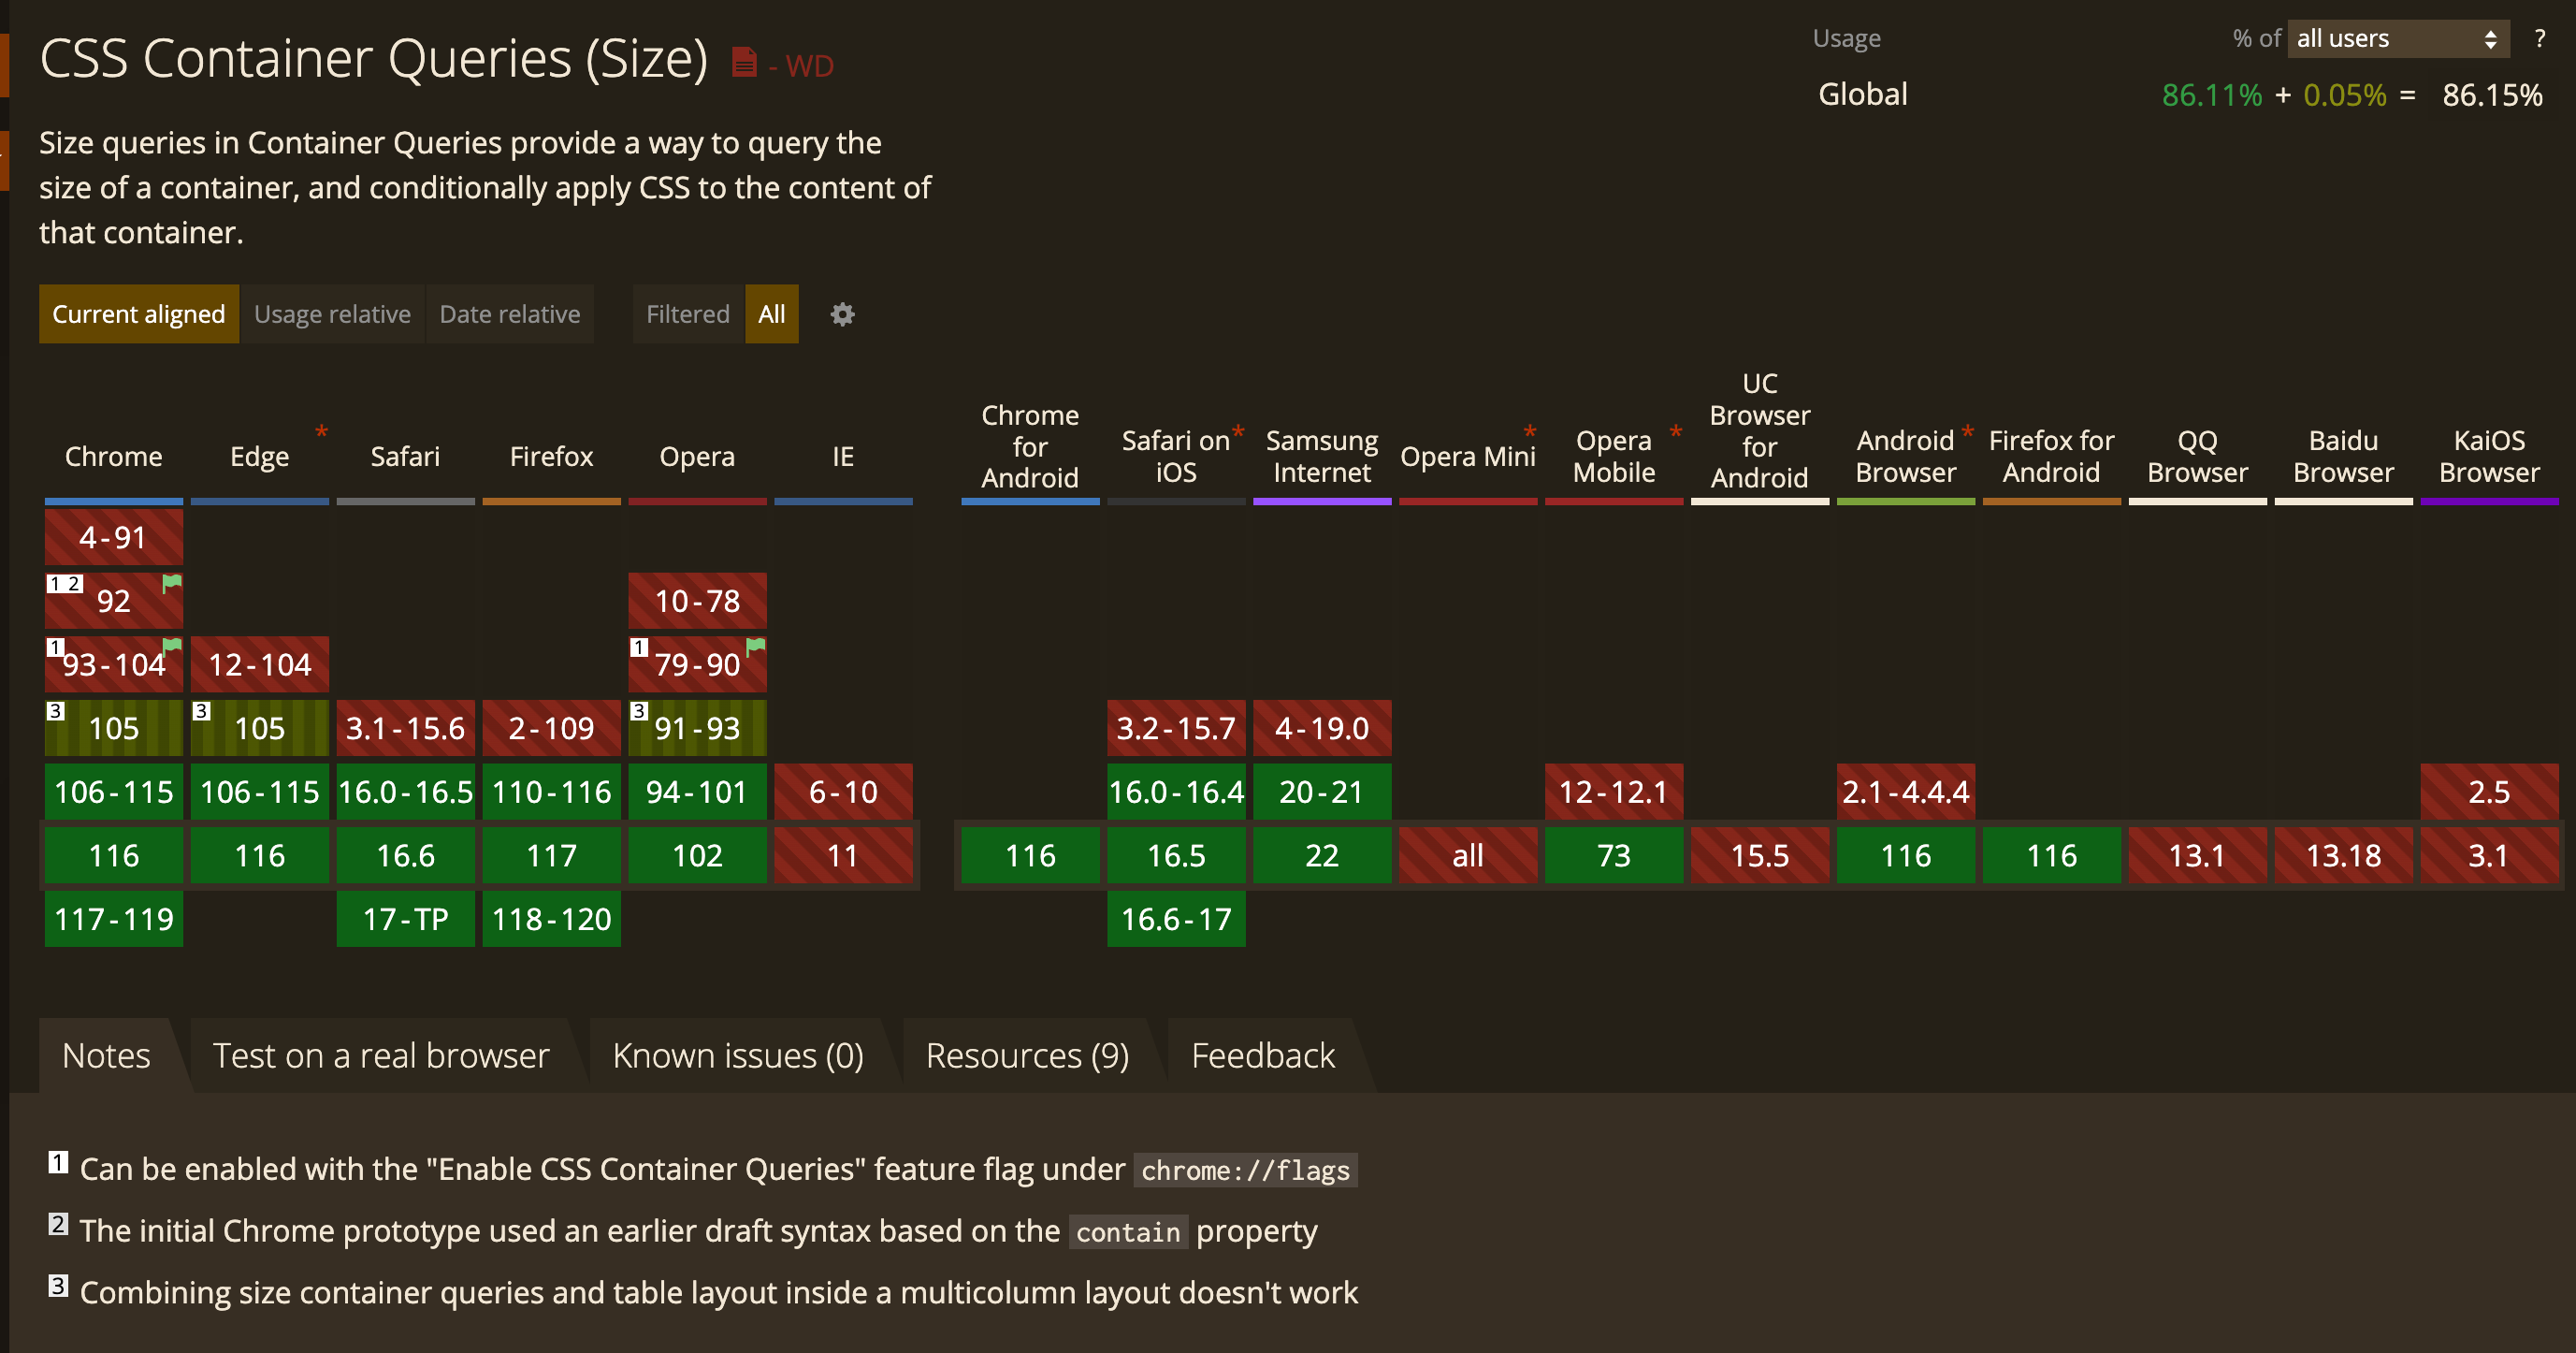 CSS Container Queries (Size) - WD
Usage % of all users ?
Global 86.11% + 0.05% = 86.15%
Size queries in Container Queries provide a way to query the
size of a container, and conditionally apply CSS to the content of
that container.
Current aligned Usage relative Date relative Filtered All
Chrome Edge * Safari Firefox Opera IE
Chrome for Android Safari on iOS * Samsung Internet Opera Mini * Opera Mobile * UC Browser for Android Android Browser * Firefox for Android QQ Browser Baidu Browser KaiOS Browser
4-91
1 2 92 10-78
1 93-104 12-104 1 79-90
3 105 3 105 3.1-15.6 2-109 3 91-93 3.2-15.7 4-19.0
106-115 106-115 16.0-16.5 110-116 94-101 6-10 16.0-16.4 20-21 12-12.1 2.1-4.4.4 2.5
116 116 16.6 117 102 11 116 16.5 22 all 73 15.5 116 116 13.1 13.18 3.1
117-119 17-TP 118-120 16.6-17
Notes Test on a real browser Known issues (0) Resources (9) Feedback
1 Can be enabled with the "Enable CSS Container Queries" feature flag under chrome://flags
2 The initial Chrome prototype used an earlier draft syntax based on the contain property
3 Combining size container queries and table layout inside a multicolumn layout doesn't work